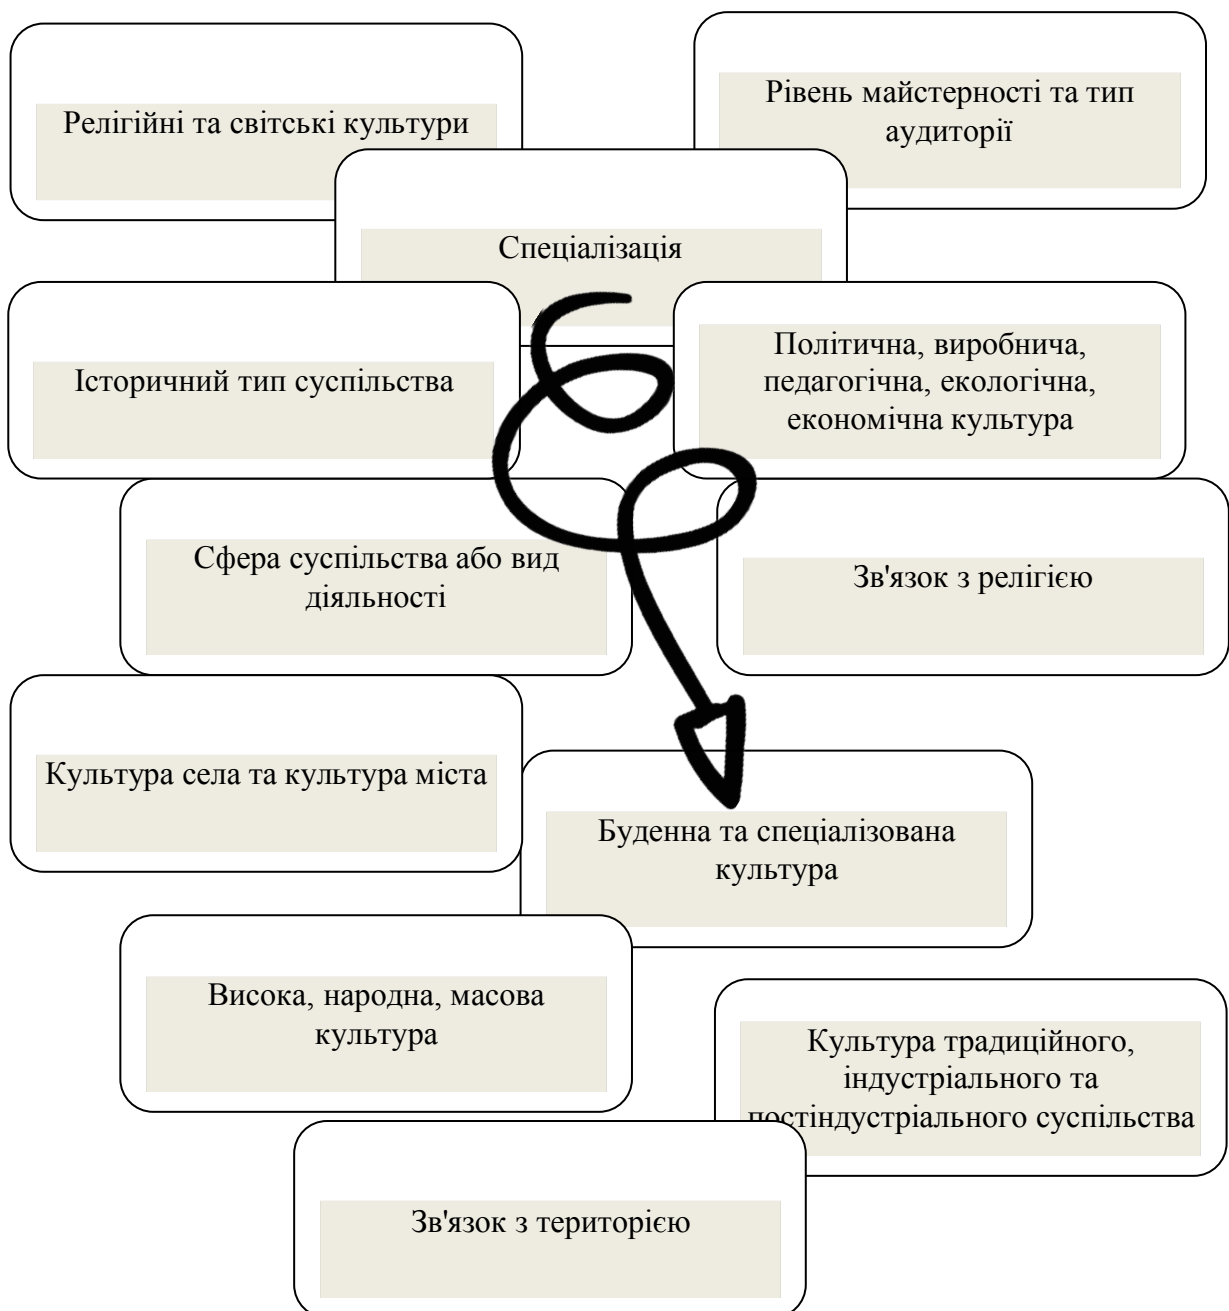 Релігійні та світські культури
Рівень майстерності та тип
аудиторії
Спеціалізація
Історичний тип суспільства
Політична, виробнича,
педагогічна, екологічна,
економічна культура
Сфера суспільства або вид
діяльності
Зв'язок з релігією
Культура села та культура міста
Буденна та спеціалізована
культура
Висока, народна, масова
культура
Культура традиційного,
індустріального та
постіндустріального суспільства
Зв'язок з територією